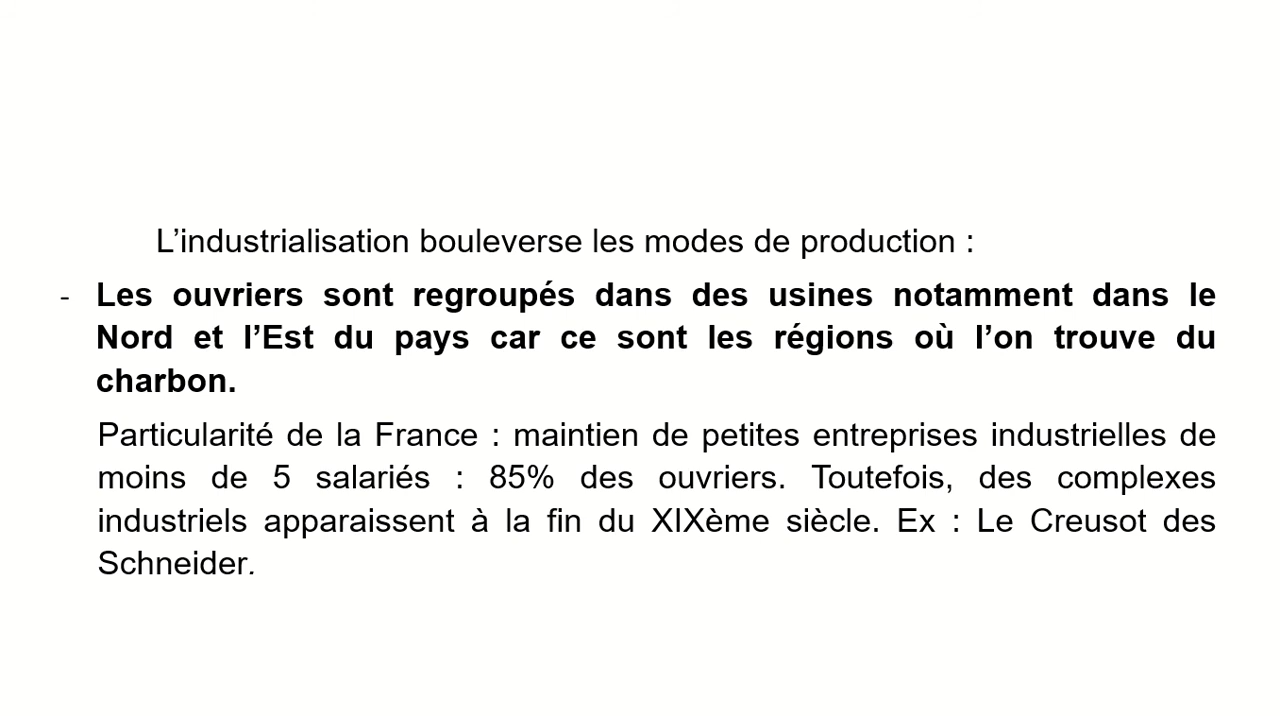 L’industrialisation bouleverse les modes de production :
- Les ouvriers sont regroupés dans des usines notamment dans le
Nord et l’Est du pays car ce sont les régions où l’on trouve du
charbon.
Particularité de la France : maintien de petites entreprises industrielles de
moins de 5 salariés : 85% des ouvriers. Toutefois, des complexes
industriels apparaissent à la fin du XIXème siècle. Ex : Le Creusot des
Schneider.